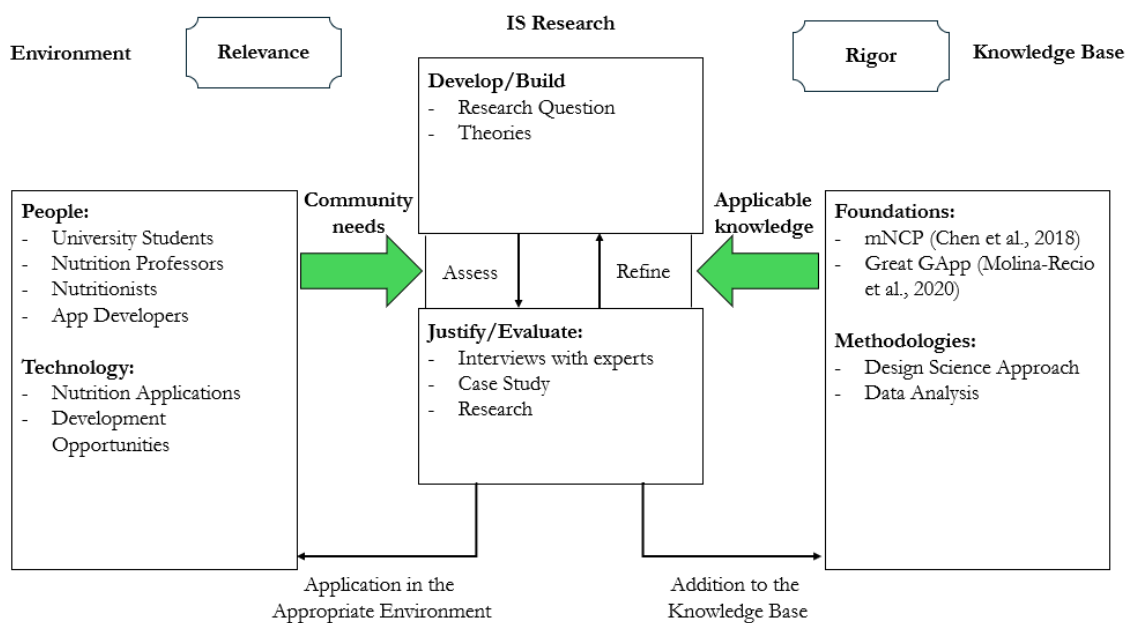 IS Research
Environment
Relevance
Rigor
Knowledge Base
Develop/Build
- Research Question
- Theories
People:
- University Students
- Nutrition Professors
- Nutritionists
- App Developers
Technology:
- Nutrition Applications
- Development
Opportunities
Community
needs
Assess
Refine
Applicable
knowledge
Justify/Evaluate:
- Interviews with experts
- Case Study
- Research
Foundations:
- mNCP (Chen et al., 2018)
- Great GApp (Molina-Recio
et al., 2020)
Methodologies:
- Design Science Approach
- Data Analysis
Application in the
Appropriate Environment
Addition to the
Knowledge Base